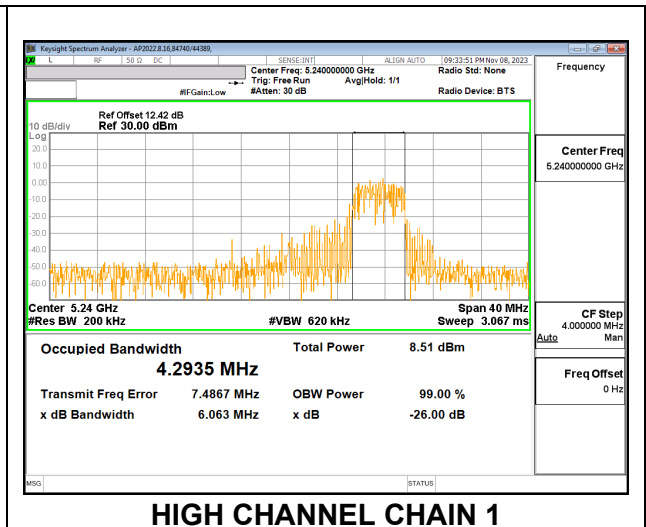 Keysight Spectrum Analyzer - AP2022.8.16,84740/44389,
L RF 50 Ω DC SENSE:INT ALIGN AUTO 09:33:51 PM Nov 08, 2023
Center Freq: 5.240000000 GHz Radio Std: None
Trig: Free Run Avg|Hold: 1/1
#IFGain:Low #Atten: 30 dB Radio Device: BTS
Frequency
Ref Offset 12.42 dB
10 dB/div Ref 30.00 dBm
Log
20.0
10.0
0.00
-10.0
-20.0
-30.0
-40.0
-50.0
-60.0
Center 5.24 GHz Span 40 MHz
#Res BW 200 kHz #VBW 620 kHz Sweep 3.067 ms
Occupied Bandwidth Total Power 8.51 dBm
4.2935 MHz
Transmit Freq Error 7.4867 MHz OBW Power 99.00 %
x dB Bandwidth 6.063 MHz x dB -26.00 dB
Center Freq
5.240000000 GHz
CF Step
4.000000 MHz
Auto Man
Freq Offset
0 Hz
MSG STATUS
HIGH CHANNEL CHAIN 1